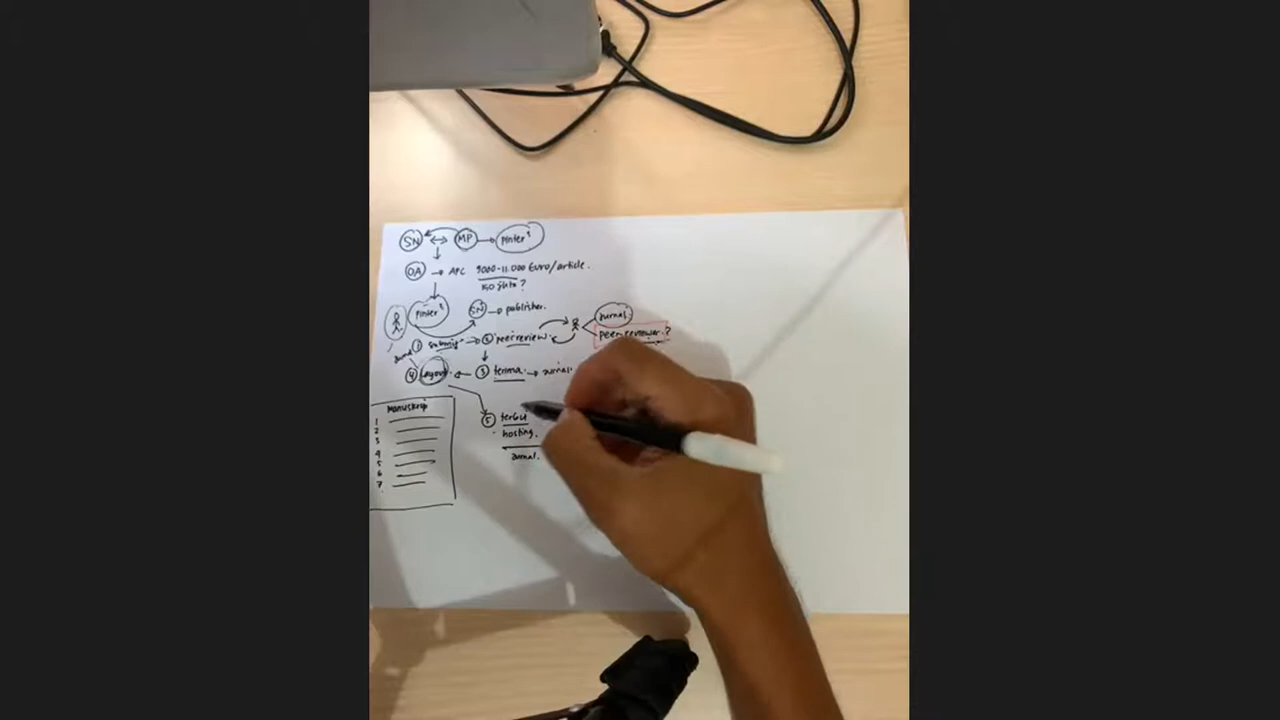 SN ↔ MP → Pinter²
OA → APC 9000-11.000 Euro/article.
150 juta?
Pinter² SN → publisher.
jurnal.
① submit → ② peer review. peer reviewer?
④ Layout ← ③ terima → jurnal.
Manuskrip ⑤ terbit
1 hosting.
2
3 jurnal.
4
5
6
7